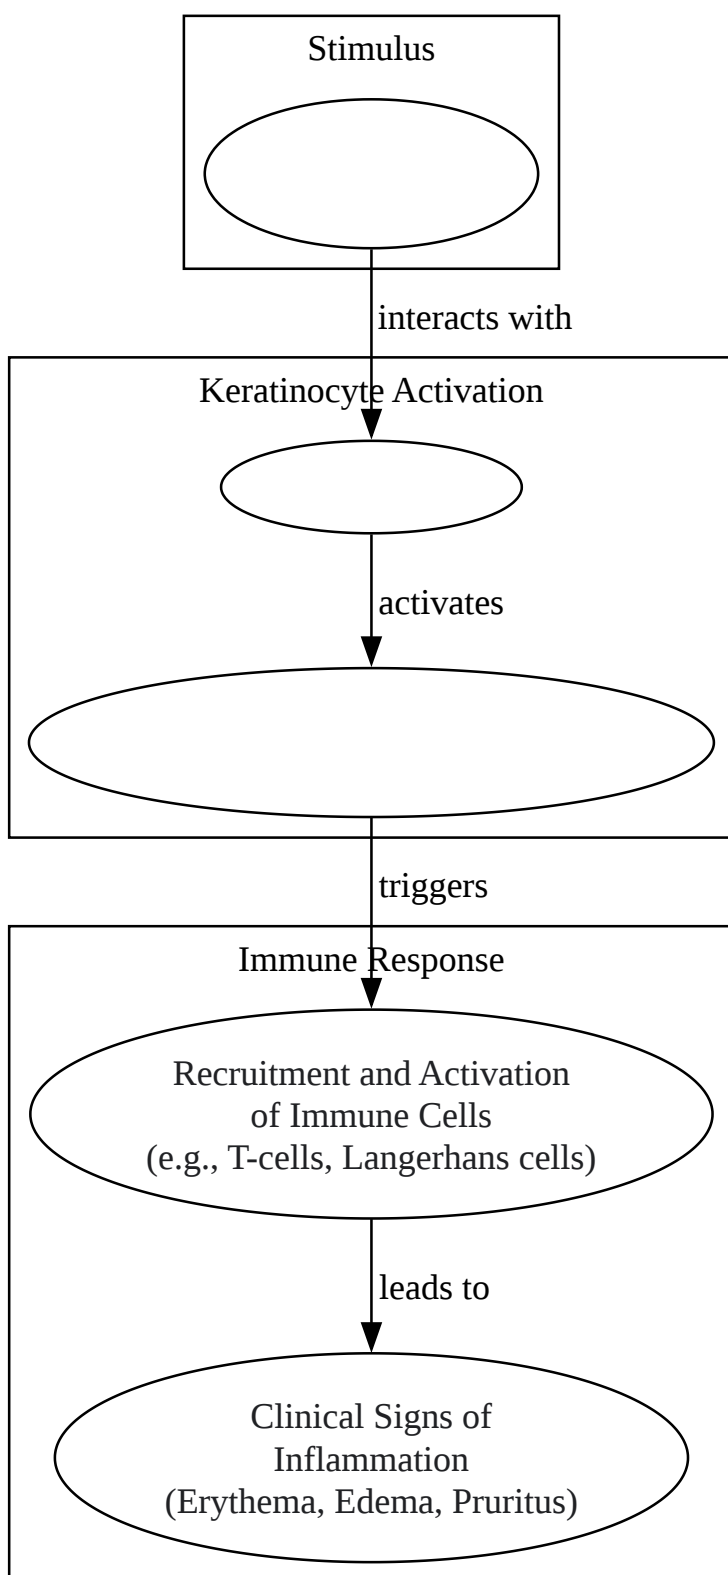 Stimulus
interacts with
Keratinocyte Activation
activates
triggers
Immune Response
Recruitment and Activation
of Immune Cells
(e.g., T-cells, Langerhans cells)
leads to
Clinical Signs of
Inflammation
(Erythema, Edema, Pruritus)